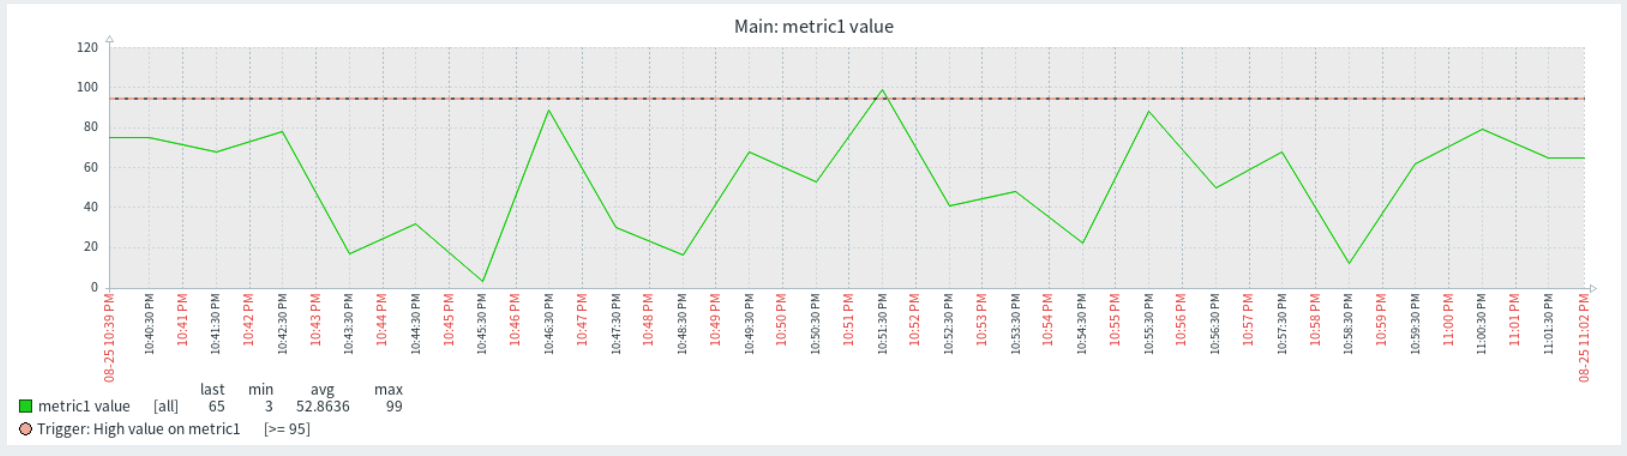 Main: metric1 value
120
100
80
60
40
20
0
08-25 10:39 PM
10:40:30 PM
10:41 PM
10:41:30 PM
10:42 PM
10:42:30 PM
10:43 PM
10:43:30 PM
10:44 PM
10:44:30 PM
10:45 PM
10:45:30 PM
10:46 PM
10:46:30 PM
10:47 PM
10:47:30 PM
10:48 PM
10:48:30 PM
10:49 PM
10:49:30 PM
10:50 PM
10:50:30 PM
10:51 PM
10:51:30 PM
10:52 PM
10:52:30 PM
10:53 PM
10:53:30 PM
10:54 PM
10:54:30 PM
10:55 PM
10:55:30 PM
10:56 PM
10:56:30 PM
10:57 PM
10:57:30 PM
10:58 PM
10:58:30 PM
10:59 PM
10:59:30 PM
11:00 PM
11:00:30 PM
11:01 PM
11:01:30 PM
08-25 11:02 PM
last min avg max
metric1 value [all] 65 3 52.8636 99
Trigger: High value on metric1 [>= 95]